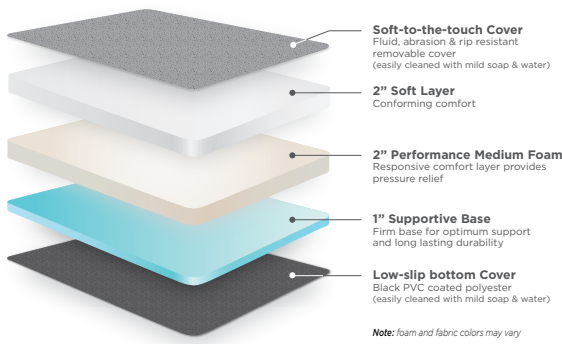 Soft-to-the-touch Cover
Fluid, abrasion & rip resistant
removable cover
(easily cleaned with mild soap & water)
2” Soft Layer
Conforming comfort
2” Performance Medium Foam
Responsive comfort layer provides
pressure relief
1” Supportive Base
Firm base for optimum support
and long lasting durability
Low-slip bottom Cover
Black PVC coated polyester
(easily cleaned with mild soap & water)
Note: foam and fabric colors may vary